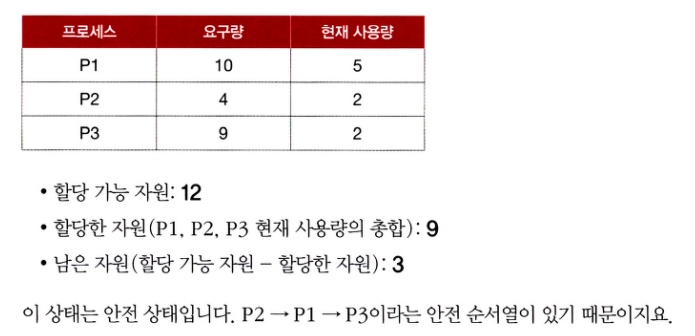 프로세스 요구량 현재 사용량
P1 10 5
P2 4 2
P3 9 2
• 할당 가능 자원: 12
• 할당한 자원(P1, P2, P3 현재 사용량의 총합): 9
• 남은 자원(할당 가능 자원 – 할당한 자원): 3
이 상태는 안전 상태입니다. P2 → P1 → P3이라는 안전 순서열이 있기 때문이지요.